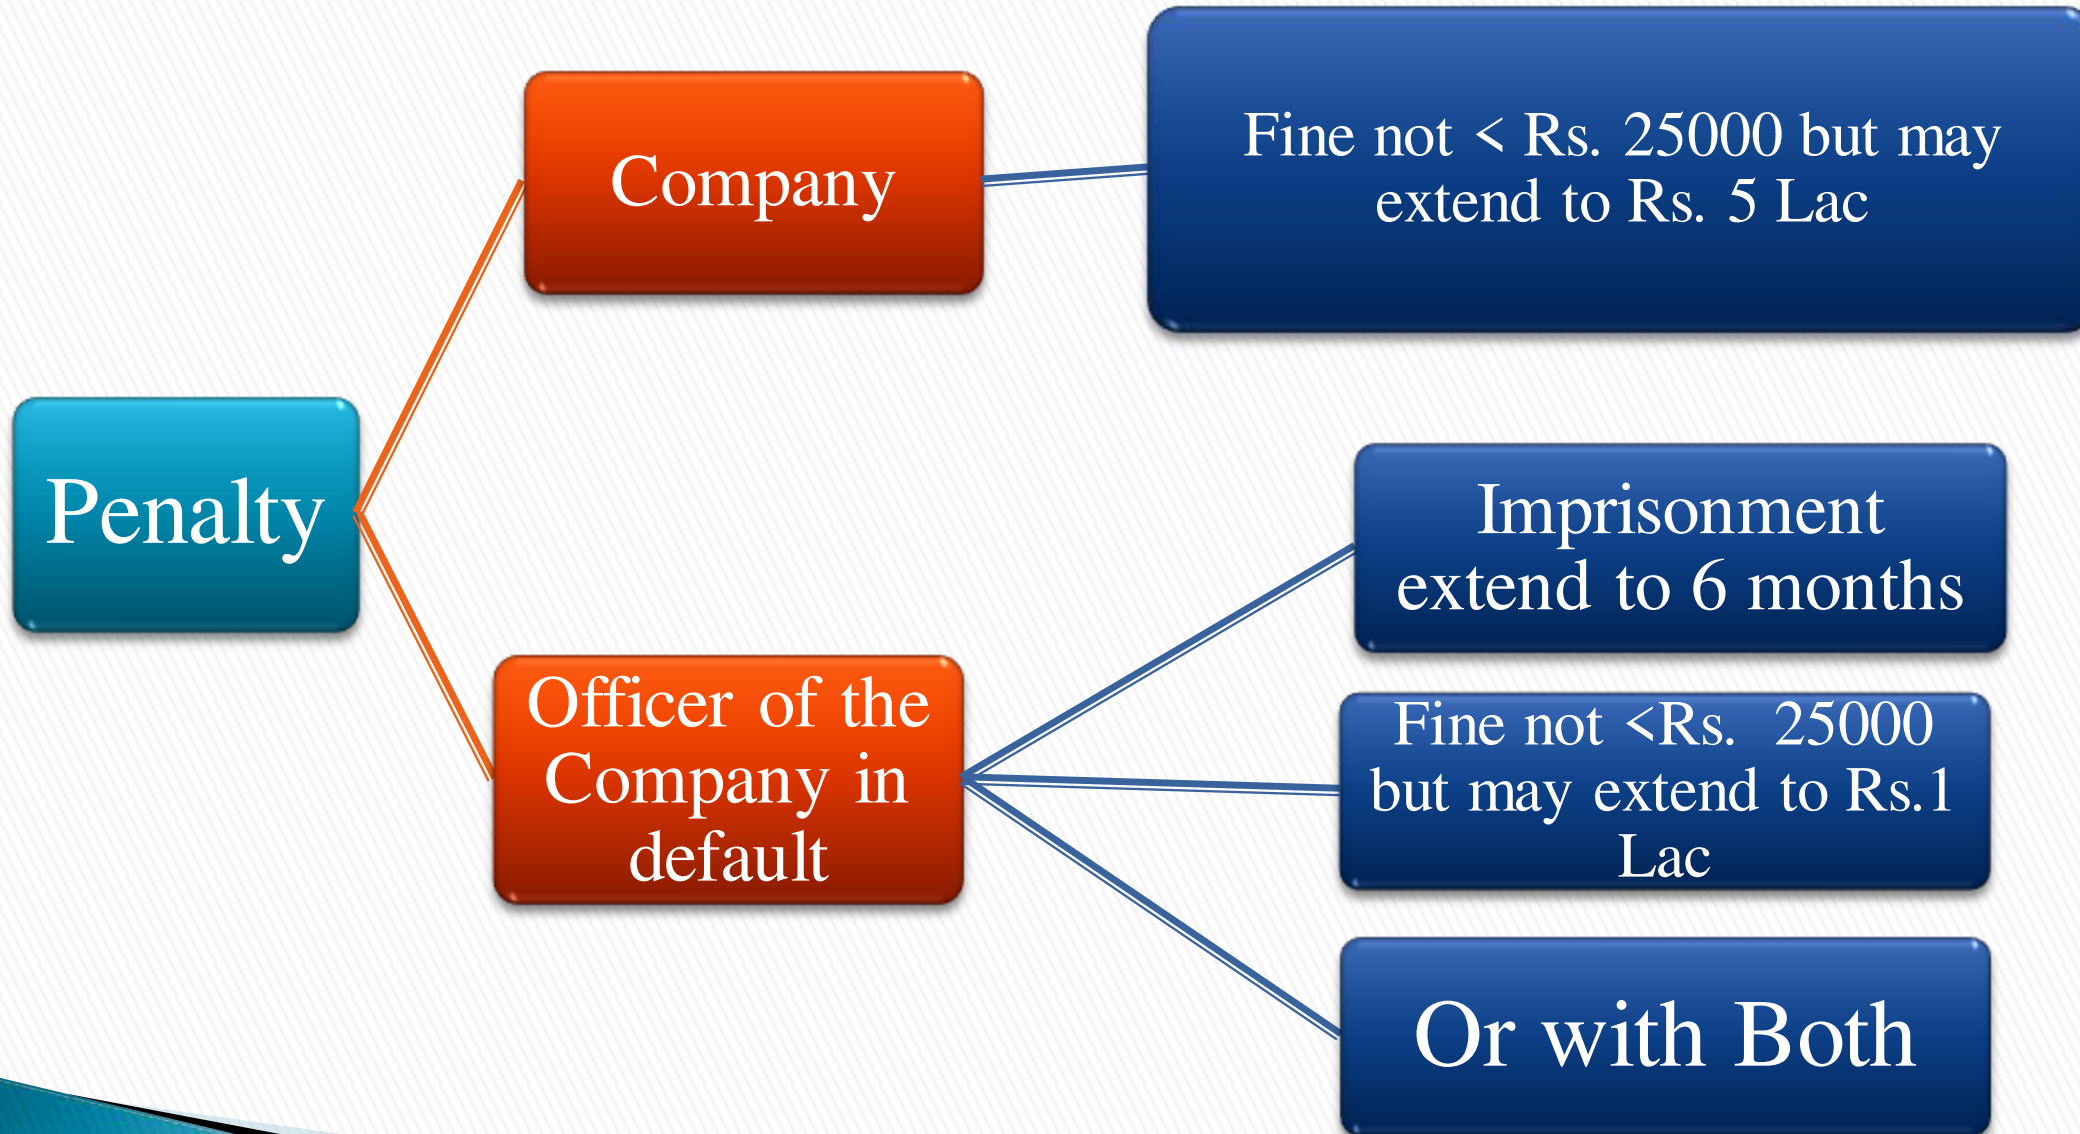 Penalty
Company
Fine not < Rs. 25000 but may
extend to Rs. 5 Lac
Officer of the
Company in
default
Imprisonment
extend to 6 months
Fine not <Rs. 25000
but may extend to Rs.1
Lac
Or with Both